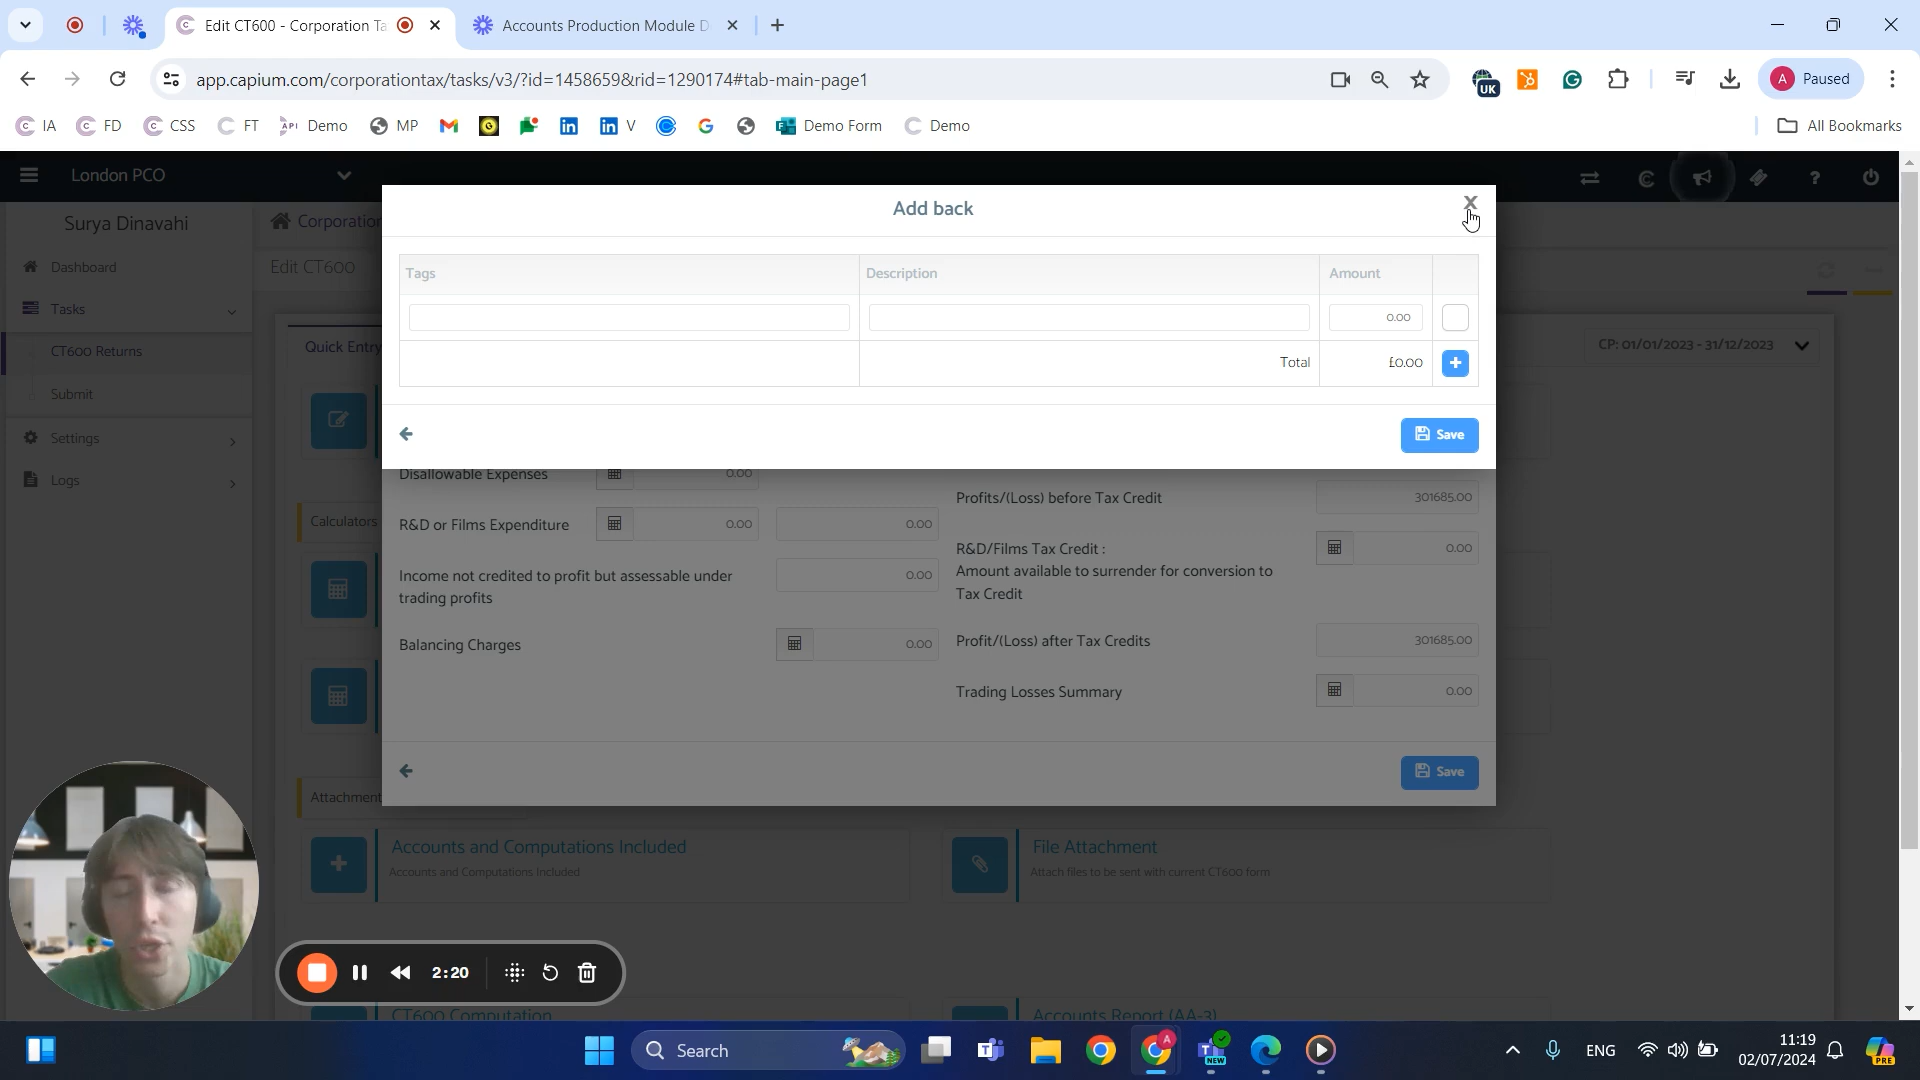 Edit CT600 - Corporation Ta
Accounts Production Module D
app.capium.com/corporationtax/tasks/v3/?id=1458659&rid=1290174#tab-main-page1
UK
A Paused
IA
FD
CSS
FT
API Demo
MP
V
Demo Form
Demo
All Bookmarks
London PCO
Surya Dinavahi
Corporation
Dashboard
Edit CT600
Tasks
CT600 Returns
Submit
Settings
Logs
Quick Entry
CP: 01/01/2023 - 31/12/2023
Calculators
Attachment
Add back
X
Tags
Description
Amount
0.00
Total
£0.00
Save
Disallowable Expenses
0.00
R&D or Films Expenditure
0.00
0.00
Income not credited to profit but assessable under
trading profits
0.00
Balancing Charges
0.00
Profits/(Loss) before Tax Credit
301685.00
R&D/Films Tax Credit :
Amount available to surrender for conversion to
Tax Credit
0.00
Profit/(Loss) after Tax Credits
301685.00
Trading Losses Summary
0.00
Save
Accounts and Computations Included
Accounts and Computations Included
File Attachment
Attach files to be sent with current CT600 form
2:20
CT600 Computation
Accounts Report (AA-3)
Search
A
NEW
ENG
11:19
02/07/2024
PRE